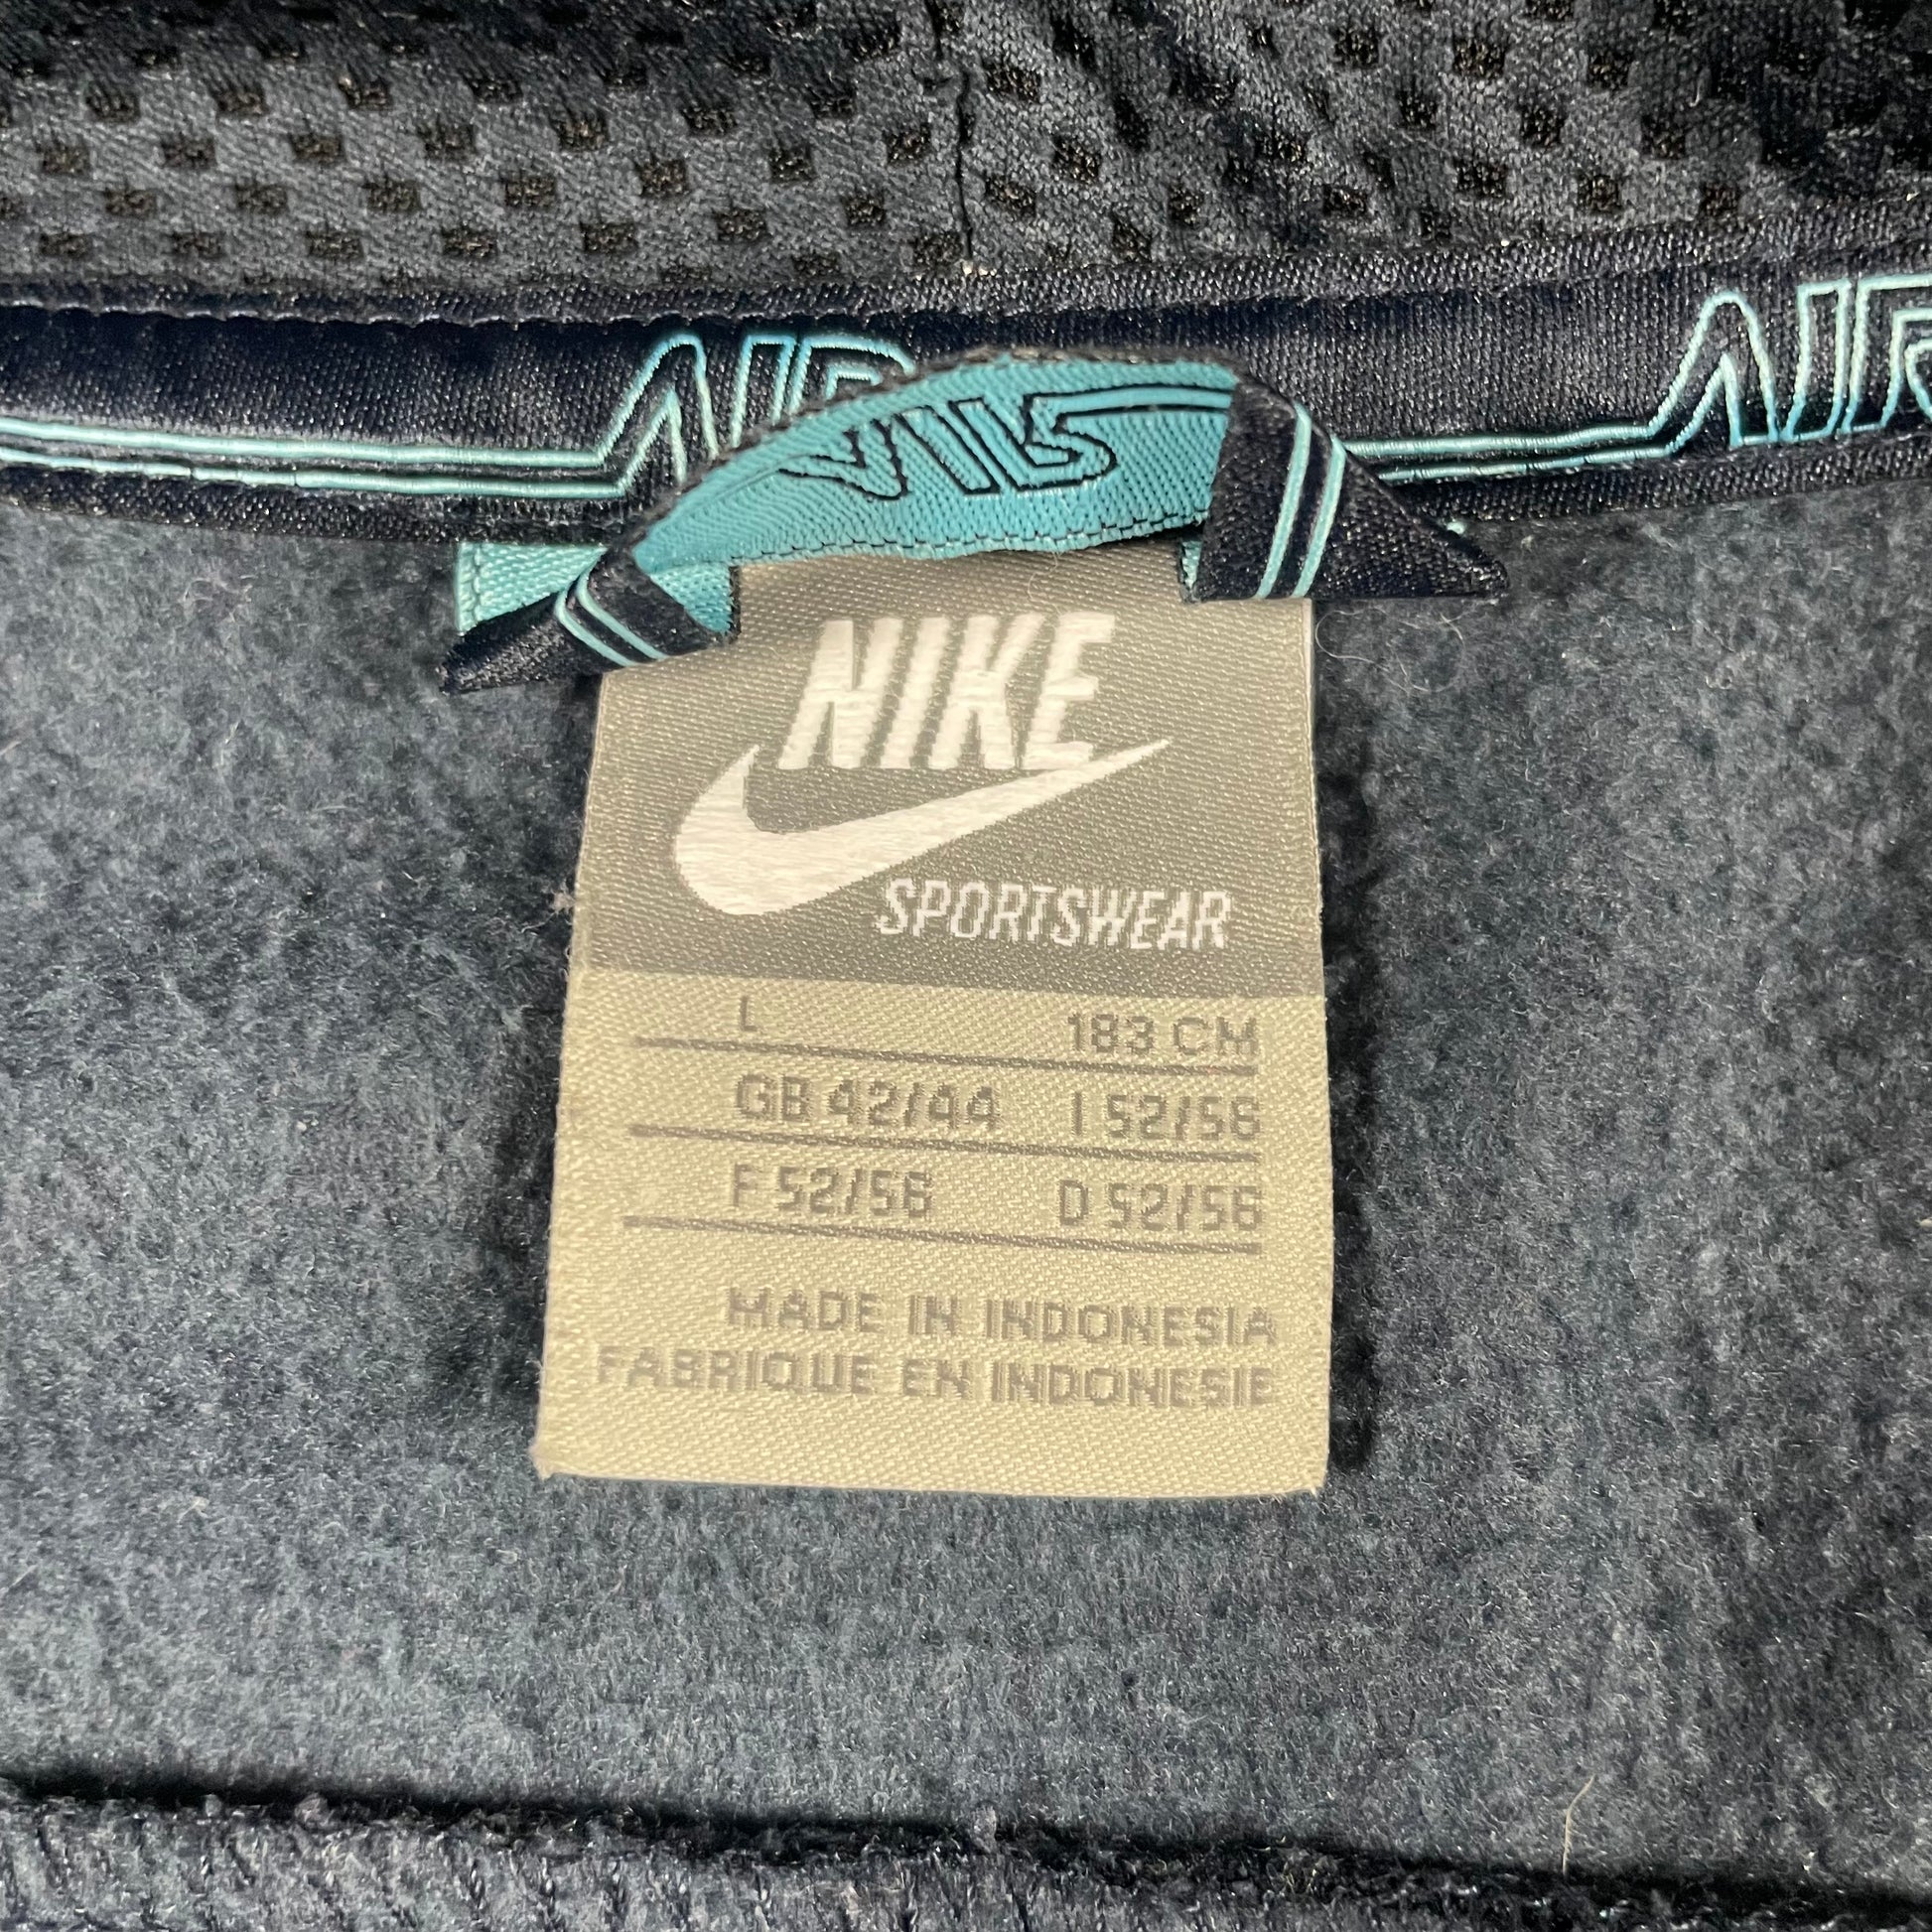 AIR
AIR
AIR
NIKE
SPORTSWEAR
L 183 CM
GB 42/44 I 52/56
F 52/56 D 52/56
MADE IN INDONESIA
FABRIQUE EN INDONESIE